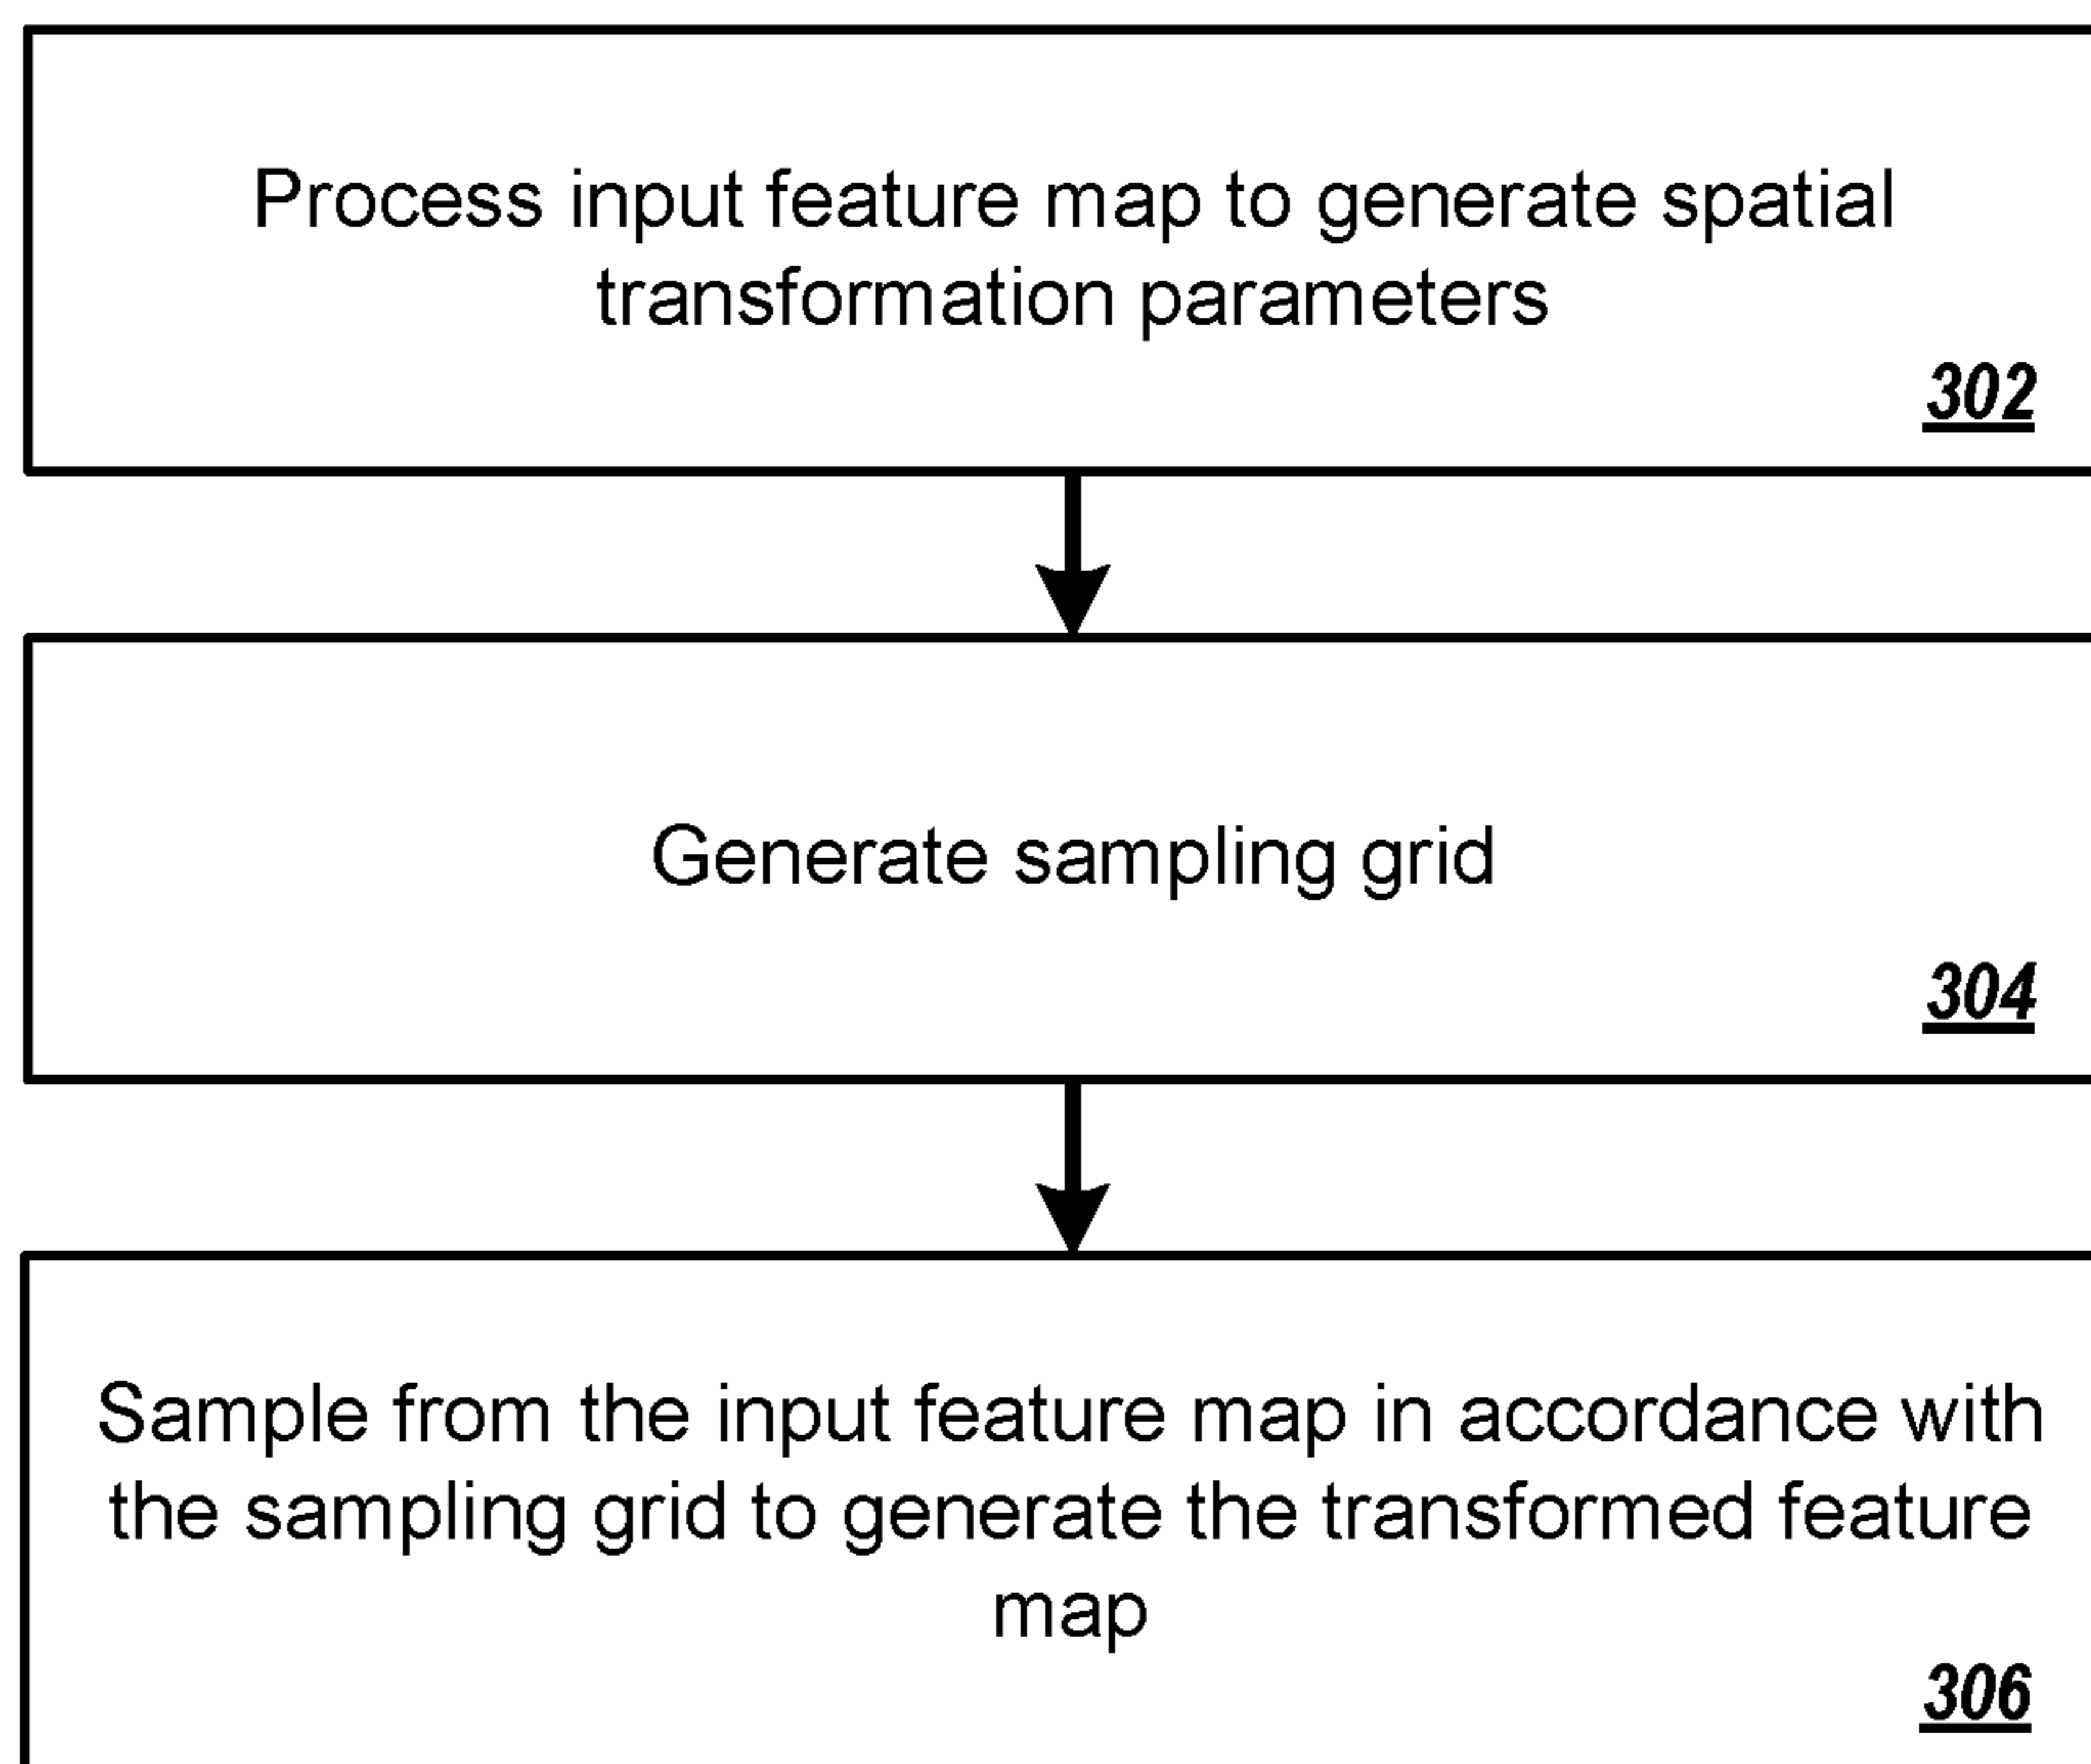 Process input feature map to generate spatial
transformation parameters
302
Generate sampling grid
304
Sample from the input feature map in accordance with
the sampling grid to generate the transformed feature
map
306